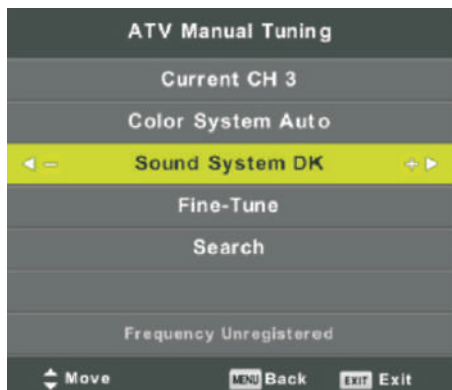 ATV Manual Tuning
Current CH 3
Color System Auto
Sound System DK
Fine-Tune
Search
Frequency Unregistered
Move MENU Back EXIT Exit